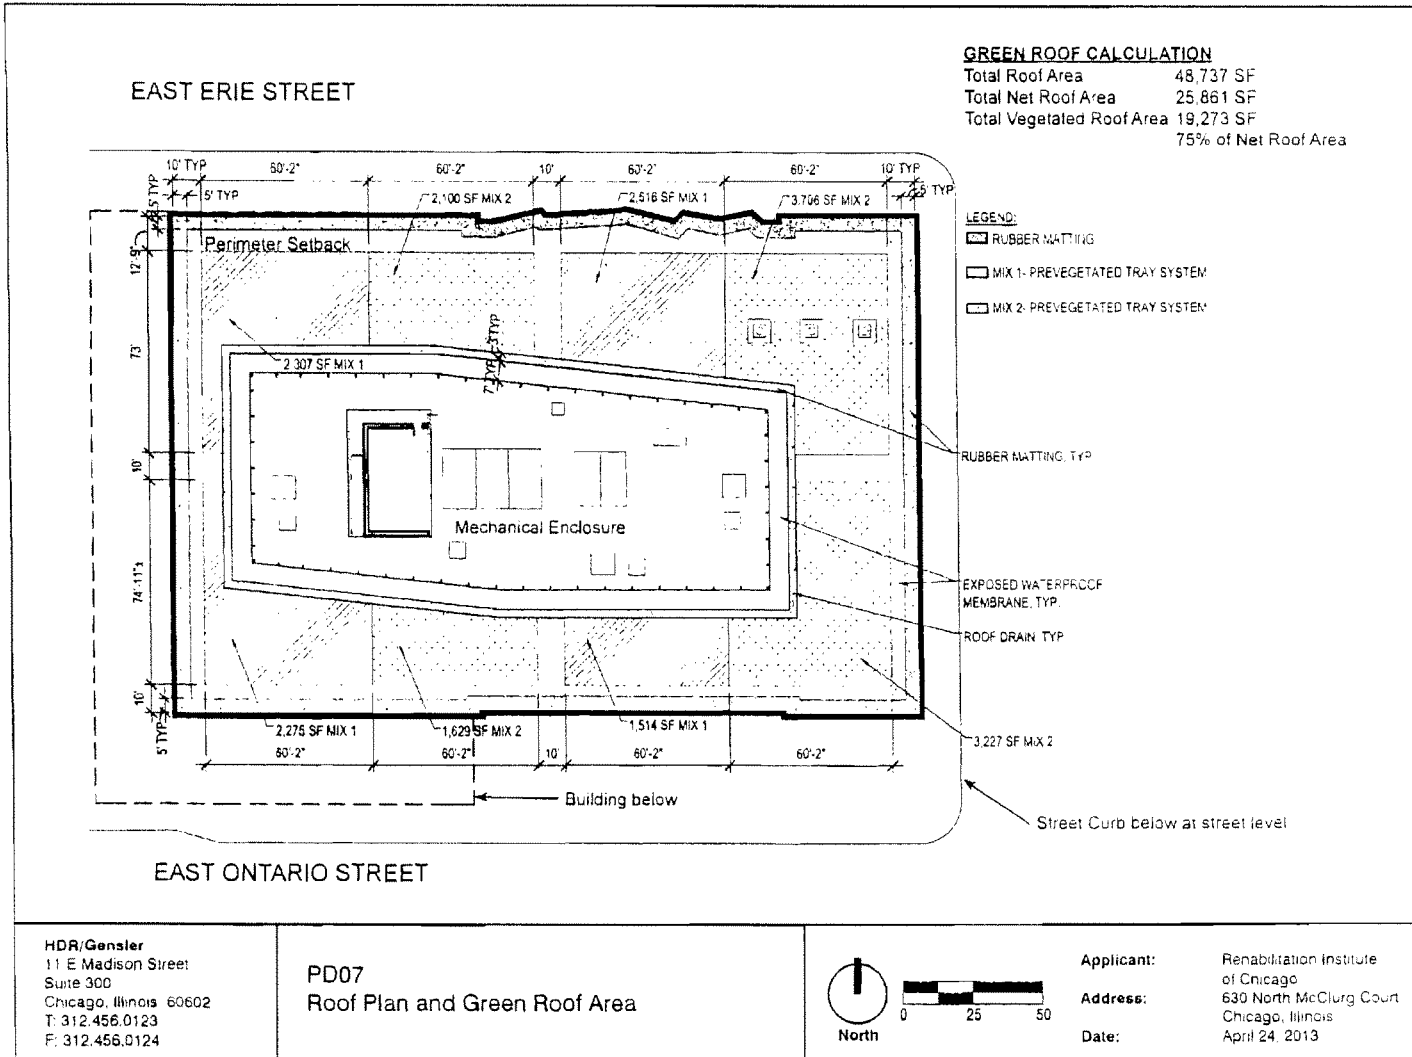 GREEN ROOF CALCULATION
Total Roof Area 48,737 SF
Total Net Roof Area 25,861 SF
Total Vegetated Roof Area 19,273 SF
75% of Net Roof Area
EAST ERIE STREET
10' TYP 60'-2" 60'-2" 10' 60'-2" 60'-2" 10' TYP
5' TYP 5' TYP 5' TYP
2,100 SF MIX 2 2,516 SF MIX 1 3,706 SF MIX 2
LEGEND:
RUBBER MATTING
MIX 1- PREVEGETATED TRAY SYSTEM
MIX 2- PREVEGETATED TRAY SYSTEM
Perimeter Setback
12'-9"
73'
2,307 SF MIX 1
7' TYP 3' TYP
10'
RUBBER MATTING, TYP
Mechanical Enclosure
74'-11"±
EXPOSED WATERPROOF
MEMBRANE, TYP.
ROOF DRAIN TYP
10'
5' TYP
2,275 SF MIX 1 1,629 SF MIX 2 1,514 SF MIX 1
3,227 SF MIX 2
60'-2" 60'-2" 10' 60'-2" 60'-2"
Building below
Street Curb below at street level
EAST ONTARIO STREET
HDR/Gensler
11 E Madison Street
Suite 300
Chicago, Illinois 60602
T: 312.456.0123
F: 312.456.0124
PD07
Roof Plan and Green Roof Area
North
0 25 50
Applicant: Rehabilitation Institute
of Chicago
Address: 630 North McClurg Court
Chicago, Illinois
Date: April 24, 2013